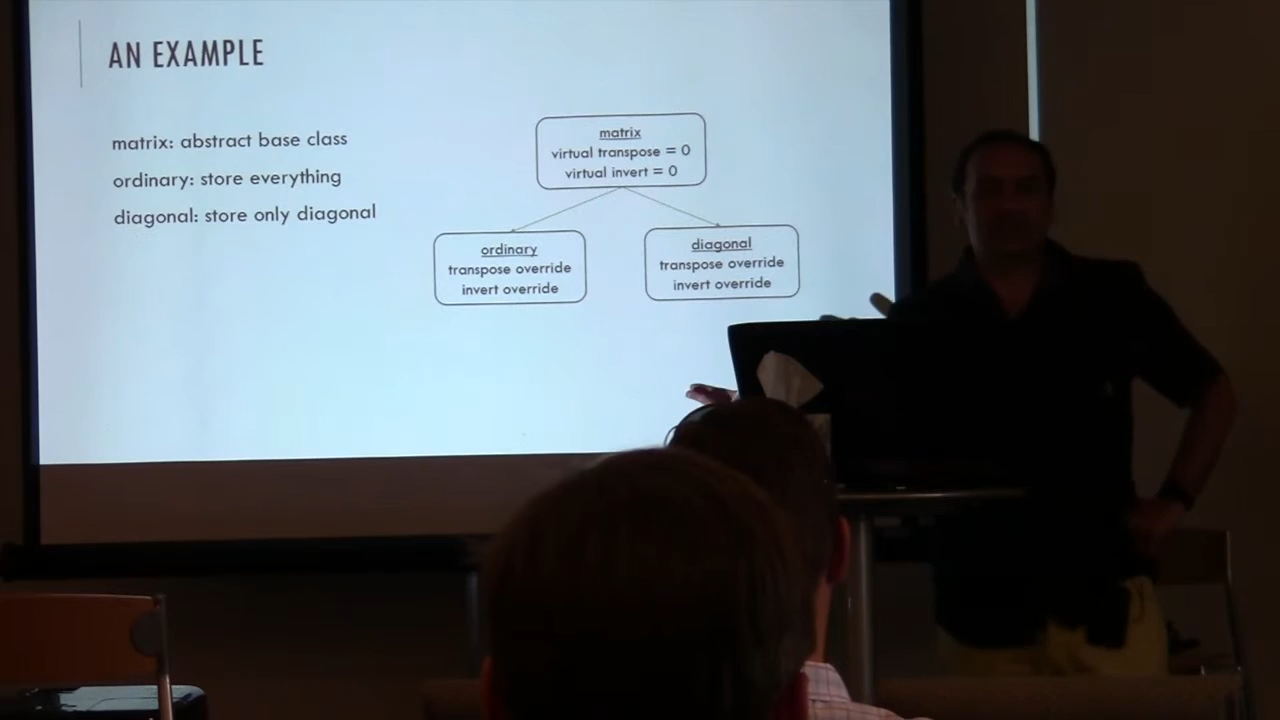 AN EXAMPLE
matrix: abstract base class
ordinary: store everything
diagonal: store only diagonal
matrix
virtual transpose = 0
virtual invert = 0
ordinary
transpose override
invert override
diagonal
transpose override
invert override